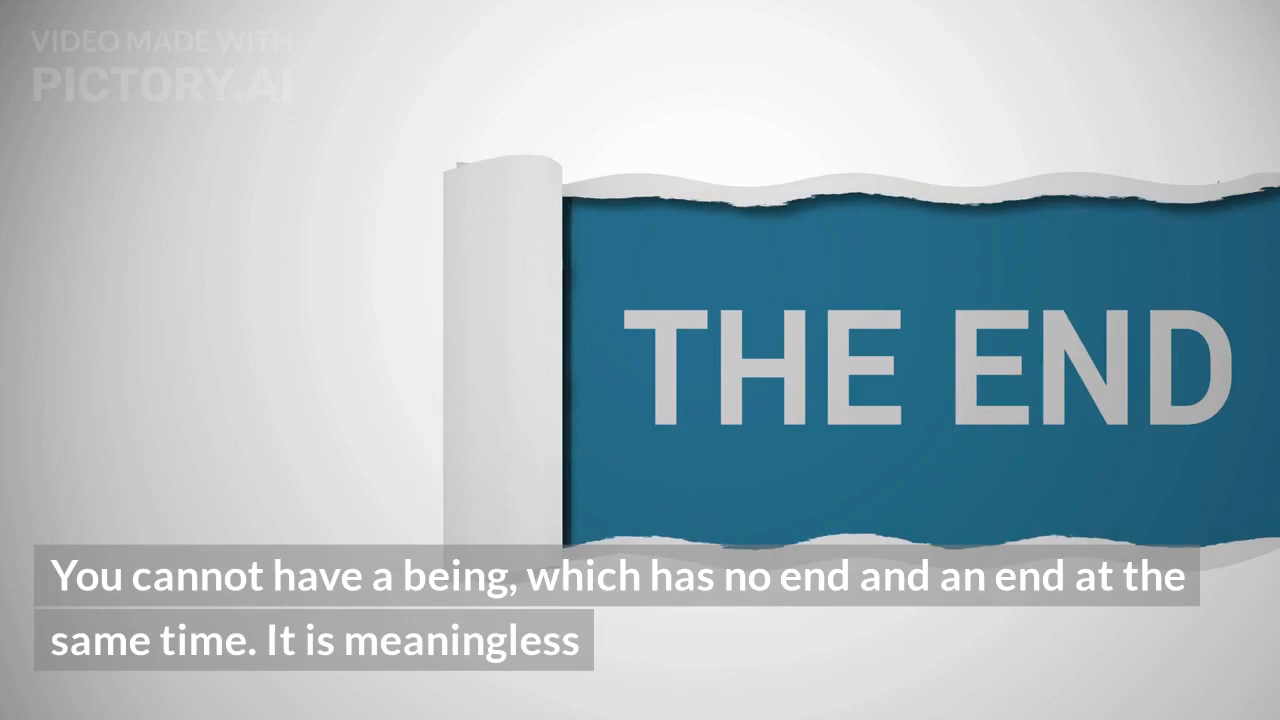 VIDEO MADE WITH
PICTORY.AI
THE END
You cannot have a being, which has no end and an end at the
same time. It is meaningless